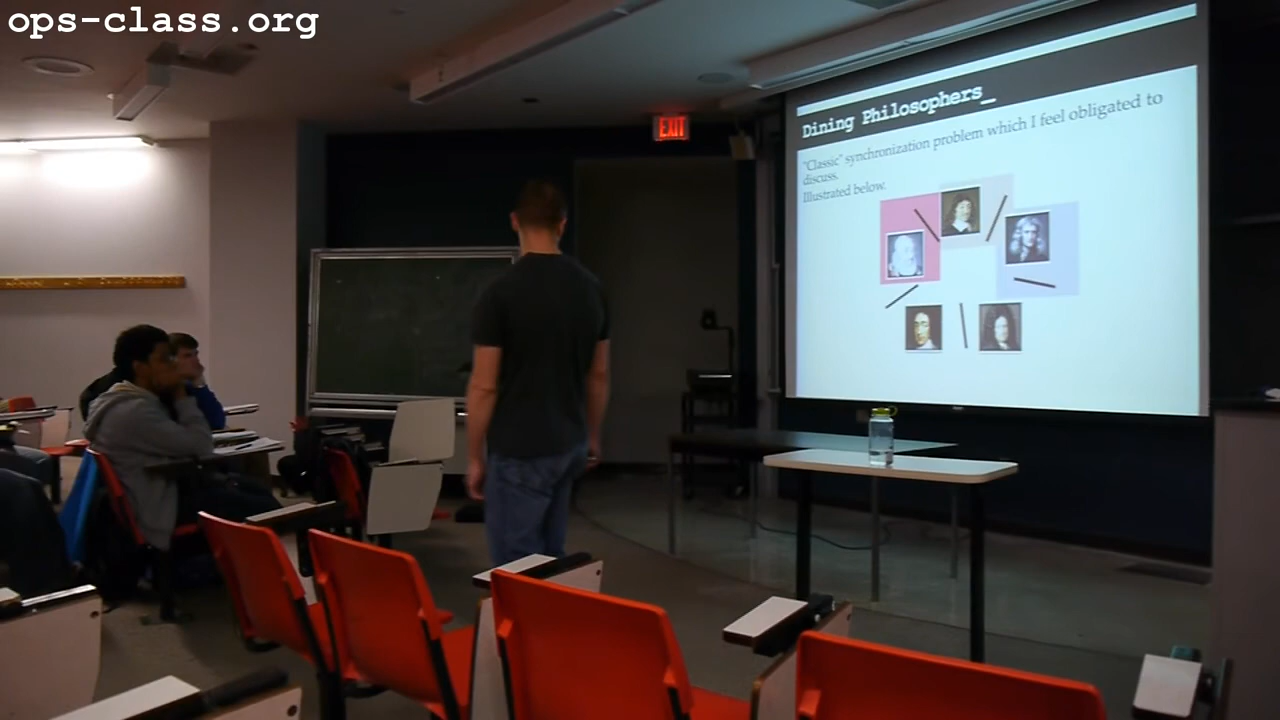 ops-class.org
EXIT
Dining Philosophers_
"Classic" synchronization problem which I feel obligated to
discuss.
Illustrated below.